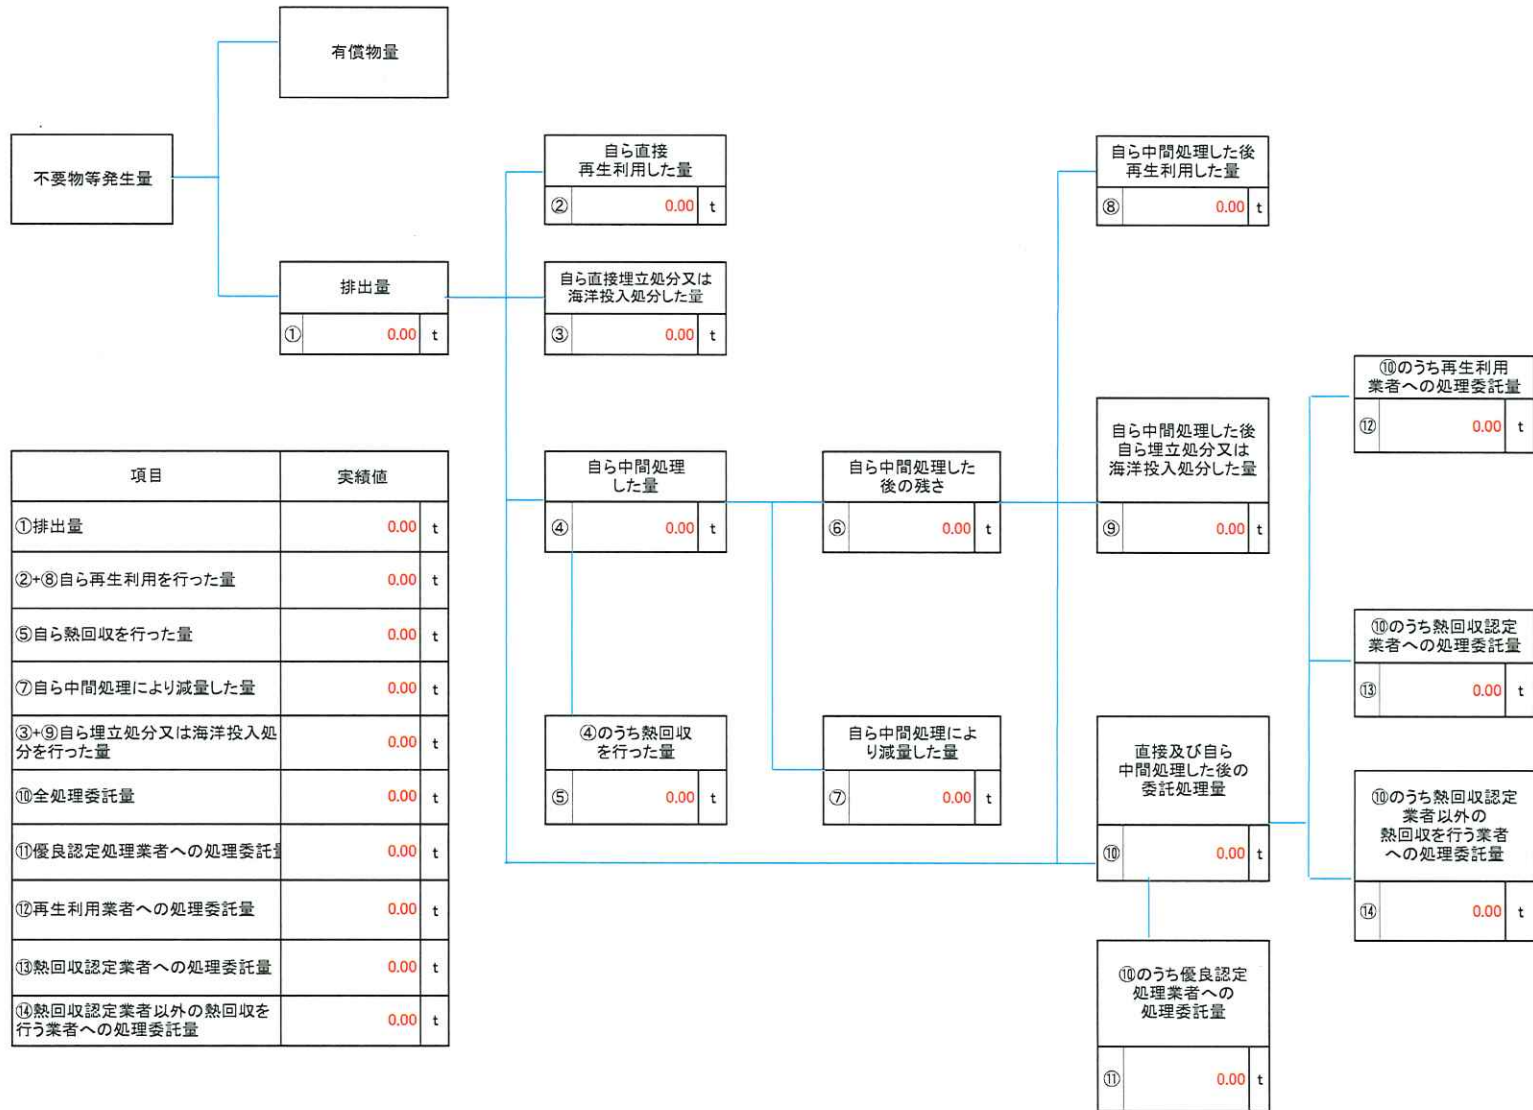 有償物量
不要物等発生量
排出量
① 0.00 t
自ら直接
再生利用した量
② 0.00 t
自ら直接埋立処分又は
海洋投入処分した量
③ 0.00 t
自ら中間処理
した量
④ 0.00 t
④のうち熱回収
を行った量
⑤ 0.00 t
自ら中間処理した
後の残さ
⑥ 0.00 t
自ら中間処理によ
り減量した量
⑦ 0.00 t
自ら中間処理した後
再生利用した量
⑧ 0.00 t
自ら中間処理した後
自ら埋立処分又は
海洋投入処分した量
⑨ 0.00 t
直接及び自ら
中間処理した後の
委託処理量
⑩ 0.00 t
⑩のうち優良認定
処理業者への
処理委託量
⑪ 0.00 t
⑩のうち再生利用
業者への処理委託量
⑫ 0.00 t
⑩のうち熱回収認定
業者への処理委託量
⑬ 0.00 t
⑩のうち熱回収認定
業者以外の
熱回収を行う業者
への処理委託量
⑭ 0.00 t
項目 実績値
①排出量 0.00 t
②+⑧自ら再生利用を行った量 0.00 t
⑤自ら熱回収を行った量 0.00 t
⑦自ら中間処理により減量した量 0.00 t
③+⑨自ら埋立処分又は海洋投入処
分を行った量 0.00 t
⑩全処理委託量 0.00 t
⑪優良認定処理業者への処理委託量 0.00 t
⑫再生利用業者への処理委託量 0.00 t
⑬熱回収認定業者への処理委託量 0.00 t
⑭熱回収認定業者以外の熱回収を
行う業者への処理委託量 0.00 t